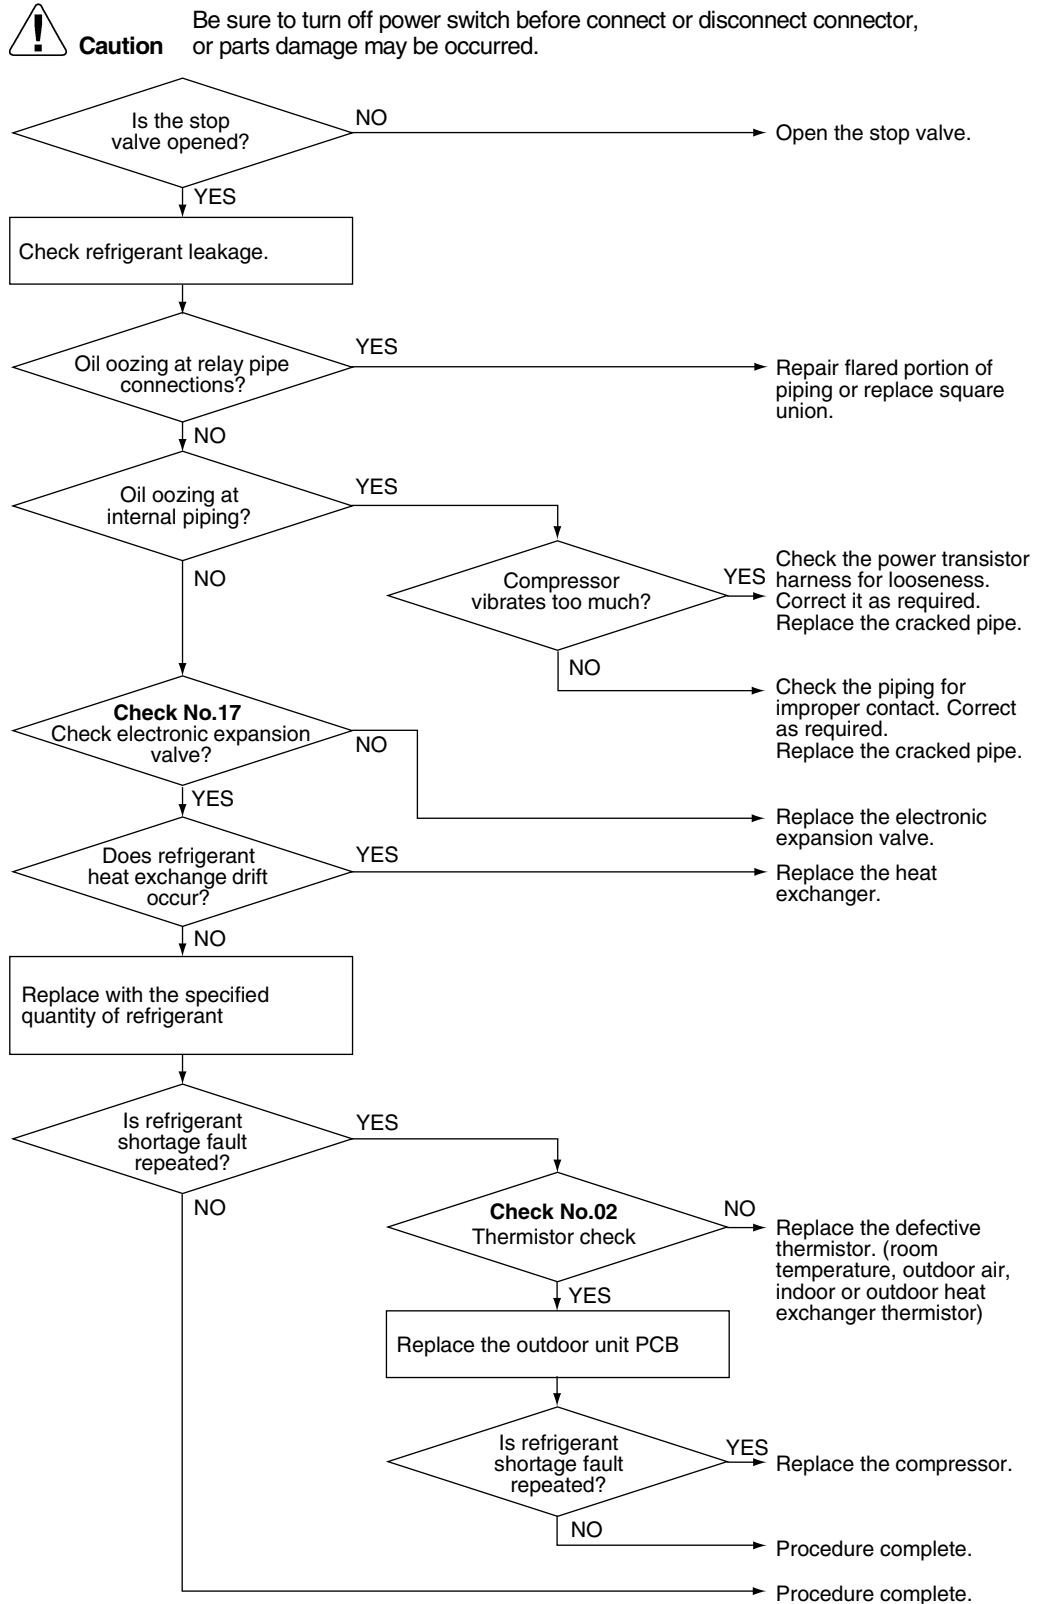 Be sure to turn off power switch before connect or disconnect connector,
Caution or parts damage may be occurred.
Is the stop
valve opened?
NO
Open the stop valve.
YES
Check refrigerant leakage.
Oil oozing at relay pipe
connections?
YES
Repair flared portion of
piping or replace square
union.
NO
Oil oozing at
internal piping?
YES
Compressor
vibrates too much?
YES
Check the power transistor
harness for looseness.
Correct it as required.
Replace the cracked pipe.
NO
Check the piping for
improper contact. Correct
as required.
Replace the cracked pipe.
NO
Check No.17
Check electronic expansion
valve?
NO
Replace the electronic
expansion valve.
YES
Does refrigerant
heat exchange drift
occur?
YES
Replace the heat
exchanger.
NO
Replace with the specified
quantity of refrigerant
Is refrigerant
shortage fault
repeated?
YES
Check No.02
Thermistor check
NO
Replace the defective
thermistor. (room
temperature, outdoor air,
indoor or outdoor heat
exchanger thermistor)
YES
Replace the outdoor unit PCB
Is refrigerant
shortage fault
repeated?
YES
Replace the compressor.
NO
Procedure complete.
NO
Procedure complete.